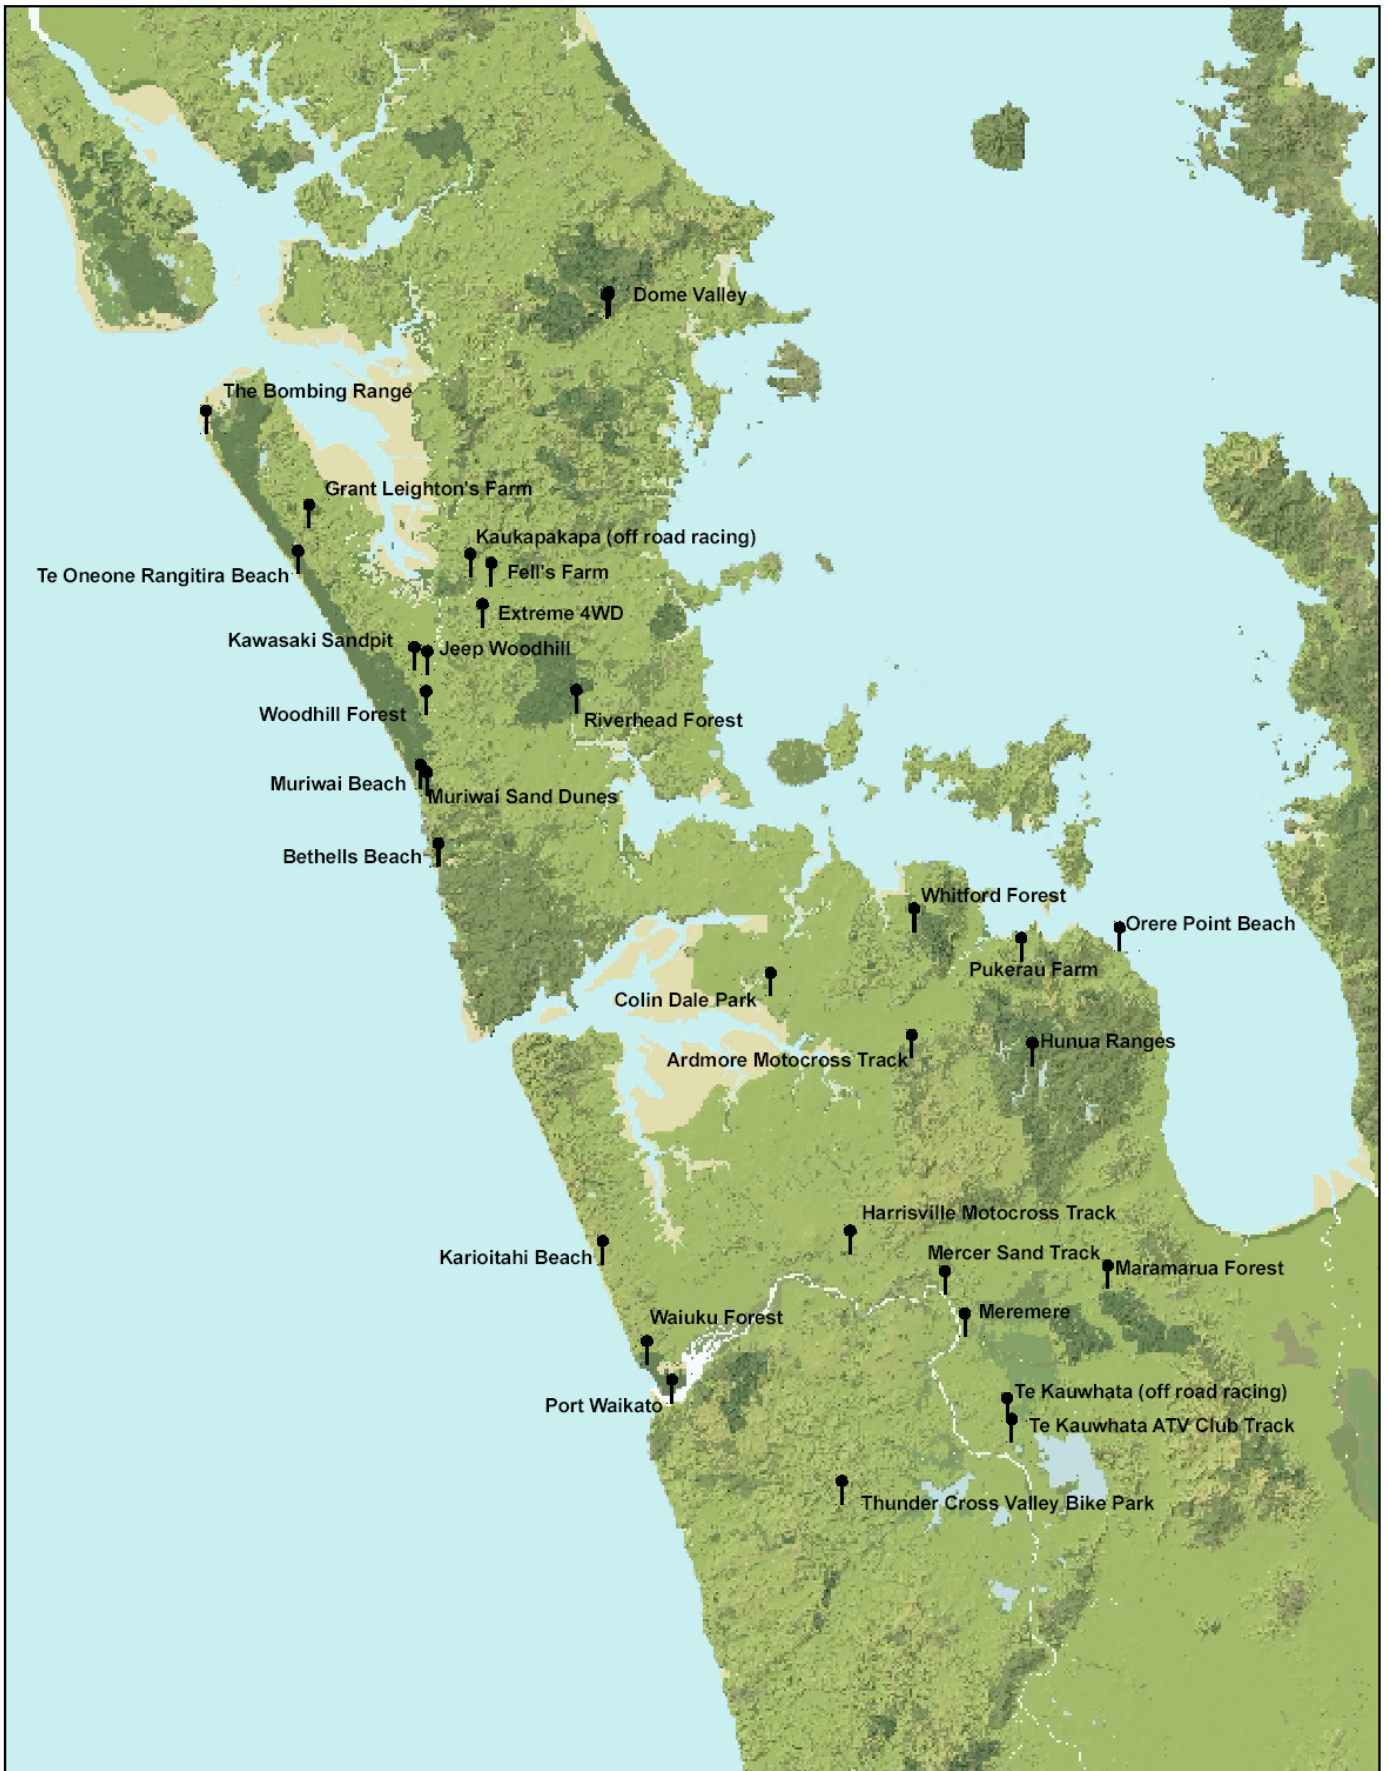 Dome Valley
The Bombing Range
Grant Leighton's Farm
Kaukapakapa (off road racing)
Te Oneone Rangitira Beach
Fell's Farm
Extreme 4WD
Kawasaki Sandpit
Jeep Woodhill
Woodhill Forest
Riverhead Forest
Muriwai Beach
Muriwai Sand Dunes
Bethells Beach
Whitford Forest
Orere Point Beach
Pukerau Farm
Colin Dale Park
Hunua Ranges
Ardmore Motocross Track
Harrisville Motocross Track
Mercer Sand Track
Karioitahi Beach
Maramarua Forest
Meremere
Waiuku Forest
Te Kauwhata (off road racing)
Port Waikato
Te Kauwhata ATV Club Track
Thunder Cross Valley Bike Park